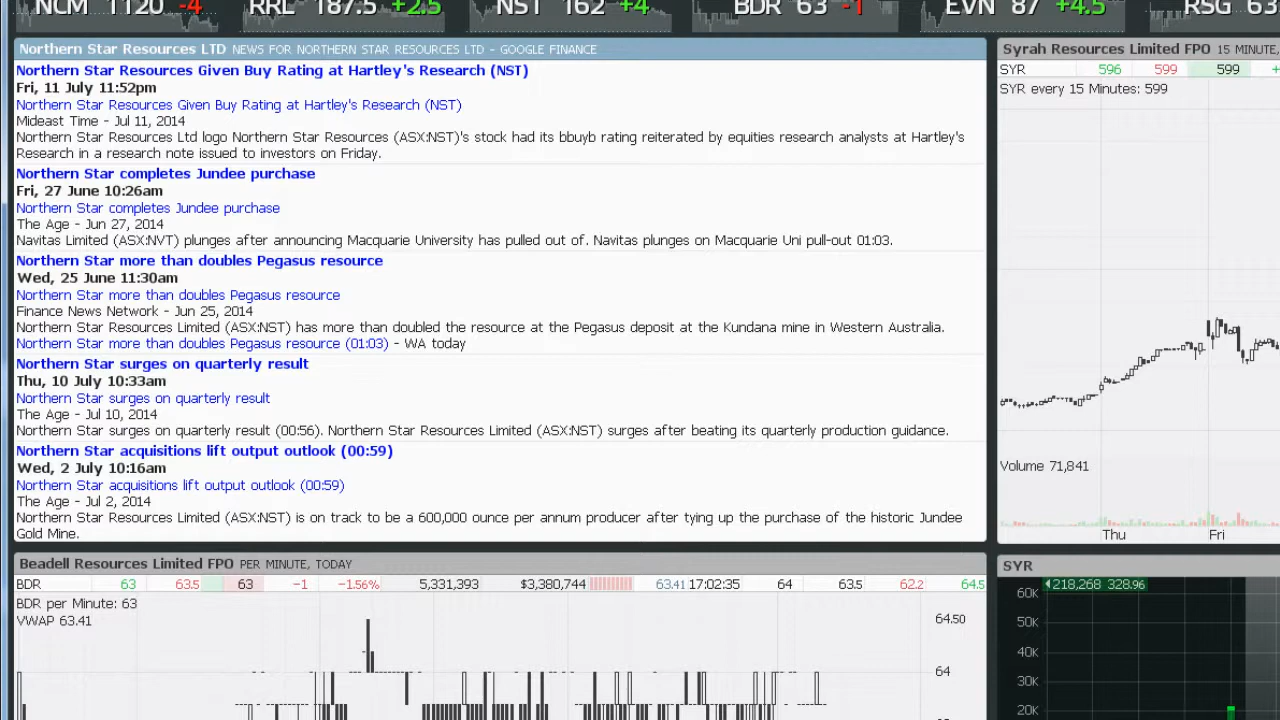 NCM 1120 -4 RRL 187.5 +2.5 NST 162 +4 BDR 63 -1 EVN 87 +4.5 RSG 63
Northern Star Resources LTD NEWS FOR NORTHERN STAR RESOURCES LTD - GOOGLE FINANCE
Northern Star Resources Given Buy Rating at Hartley's Research (NST)
Fri, 11 July 11:52pm
Northern Star Resources Given Buy Rating at Hartley's Research (NST)
Mideast Time - Jul 11, 2014
Northern Star Resources Ltd logo Northern Star Resources (ASX:NST)'s stock had its bbuyb rating reiterated by equities research analysts at Hartley's
Research in a research note issued to investors on Friday.
Northern Star completes Jundee purchase
Fri, 27 June 10:26am
Northern Star completes Jundee purchase
The Age - Jun 27, 2014
Navitas Limited (ASX:NVT) plunges after announcing Macquarie University has pulled out of. Navitas plunges on Macquarie Uni pull-out 01:03.
Northern Star more than doubles Pegasus resource
Wed, 25 June 11:30am
Northern Star more than doubles Pegasus resource
Finance News Network - Jun 25, 2014
Northern Star Resources Limited (ASX:NST) has more than doubled the resource at the Pegasus deposit at the Kundana mine in Western Australia.
Northern Star more than doubles Pegasus resource (01:03) - WA today
Northern Star surges on quarterly result
Thu, 10 July 10:33am
Northern Star surges on quarterly result
The Age - Jul 10, 2014
Northern Star surges on quarterly result (00:56). Northern Star Resources Limited (ASX:NST) surges after beating its quarterly production guidance.
Northern Star acquisitions lift output outlook (00:59)
Wed, 2 July 10:16am
Northern Star acquisitions lift output outlook (00:59)
The Age - Jul 2, 2014
Northern Star Resources Limited (ASX:NST) is on track to be a 600,000 ounce per annum producer after tying up the purchase of the historic Jundee
Gold Mine.
Beadell Resources Limited FPO PER MINUTE, TODAY
BDR 63 63.5 63 -1 -1.56% 5,331,393 $3,380,744 63.41 17:02:35 64 63.5 62.2 64.5
BDR per Minute: 63
VWAP 63.41
64.50
64
Syrah Resources Limited FPO 15 MINUTE,
SYR 596 599 599
SYR every 15 Minutes: 599
Volume 71,841
Thu Fri
SYR
218,268 328.96
60K
50K
40K
30K
20K